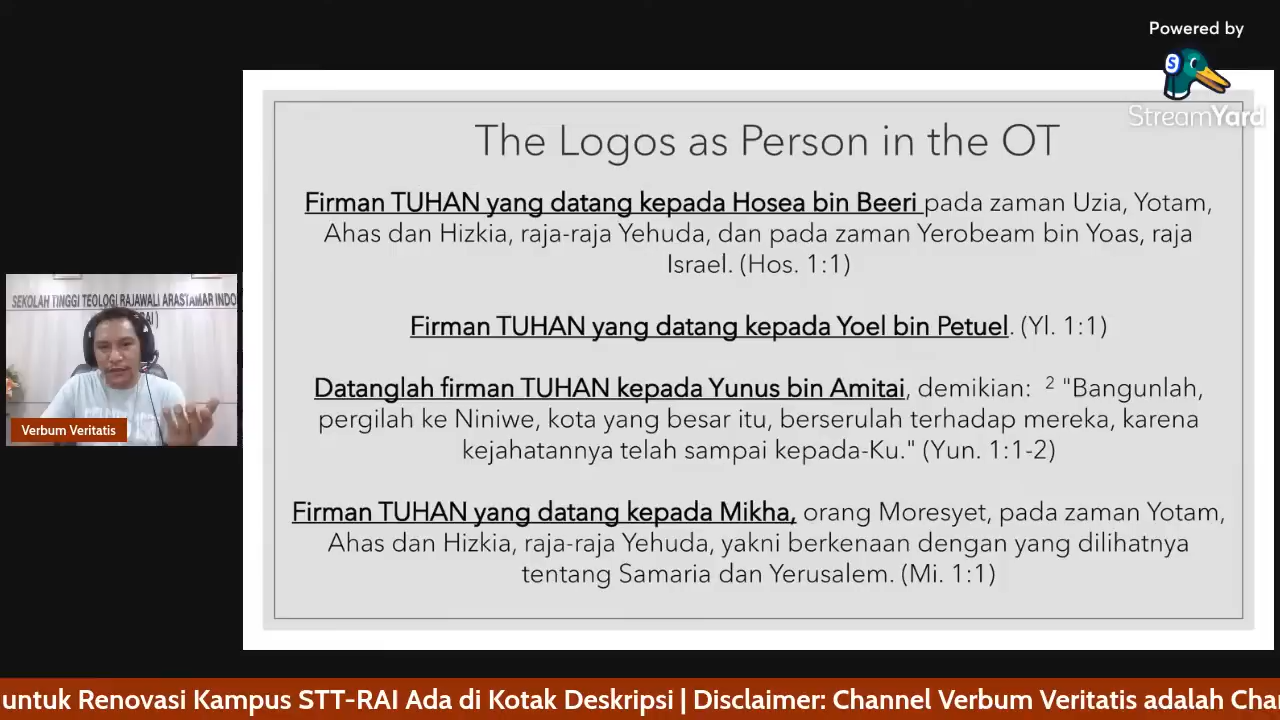 Powered by
StreamYard
The Logos as Person in the OT
Firman TUHAN yang datang kepada Hosea bin Beeri pada zaman Uzia, Yotam,
Ahas dan Hizkia, raja-raja Yehuda, dan pada zaman Yerobeam bin Yoas, raja
Israel. (Hos. 1:1)
Firman TUHAN yang datang kepada Yoel bin Petuel. (Yl. 1:1)
Datanglah firman TUHAN kepada Yunus bin Amitai, demikian: 2 "Bangunlah,
pergilah ke Niniwe, kota yang besar itu, berserulah terhadap mereka, karena
kejahatannya telah sampai kepada-Ku." (Yun. 1:1-2)
Firman TUHAN yang datang kepada Mikha, orang Moresyet, pada zaman Yotam,
Ahas dan Hizkia, raja-raja Yehuda, yakni berkenaan dengan yang dilihatnya
tentang Samaria dan Yerusalem. (Mi. 1:1)
SEKOLAH TINGGI TEOLOGI RAJAWALI ARASTAMAR INDO
Verbum Veritatis
untuk Renovasi Kampus STT-RAI Ada di Kotak Deskripsi | Disclaimer: Channel Verbum Veritatis adalah Cha